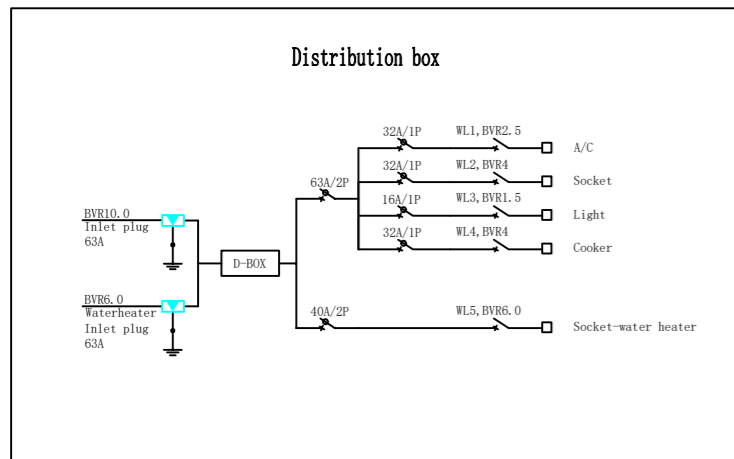 Distribution box
32A/1P WL1,BVR2.5 A/C
32A/1P WL2,BVR4 Socket
63A/2P
16A/1P WL3,BVR1.5 Light
BVR10.0
Inlet plug
63A
32A/1P WL4,BVR4 Cooker
D-BOX
BVR6.0
Waterheater
Inlet plug
63A
40A/2P WL5,BVR6.0 Socket-water heater